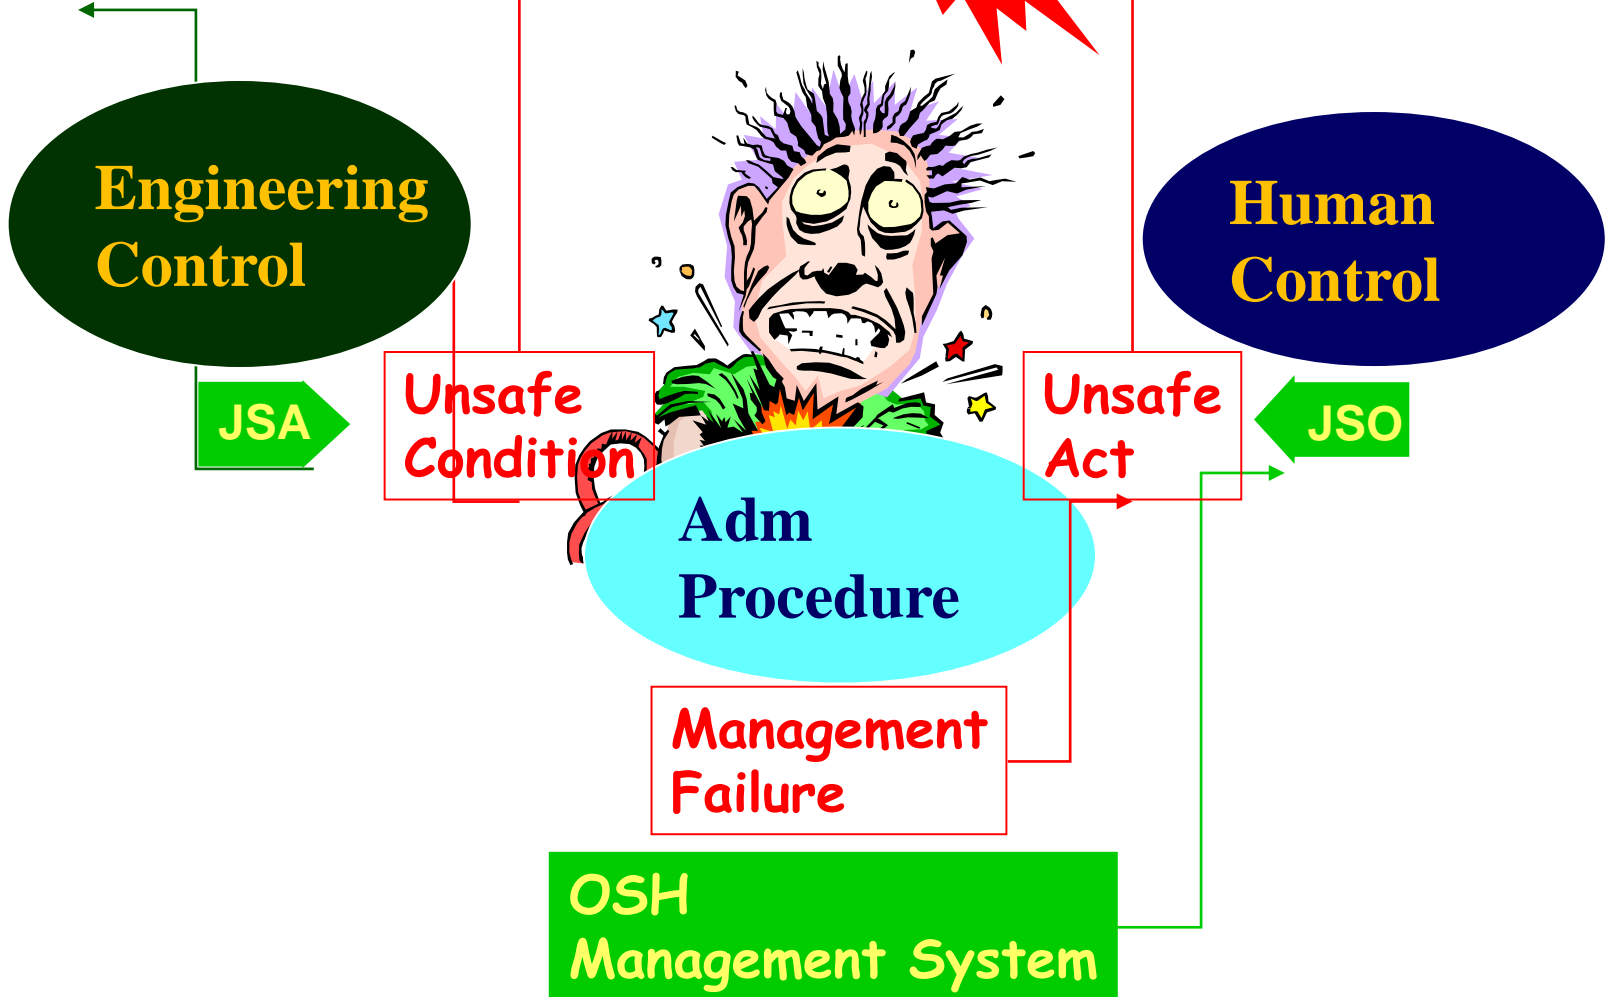 Engineering
Control
Human
Control
JSA
Unsafe
Condition
Unsafe
Act
JSO
Adm
Procedure
Management
Failure
OSH
Management System